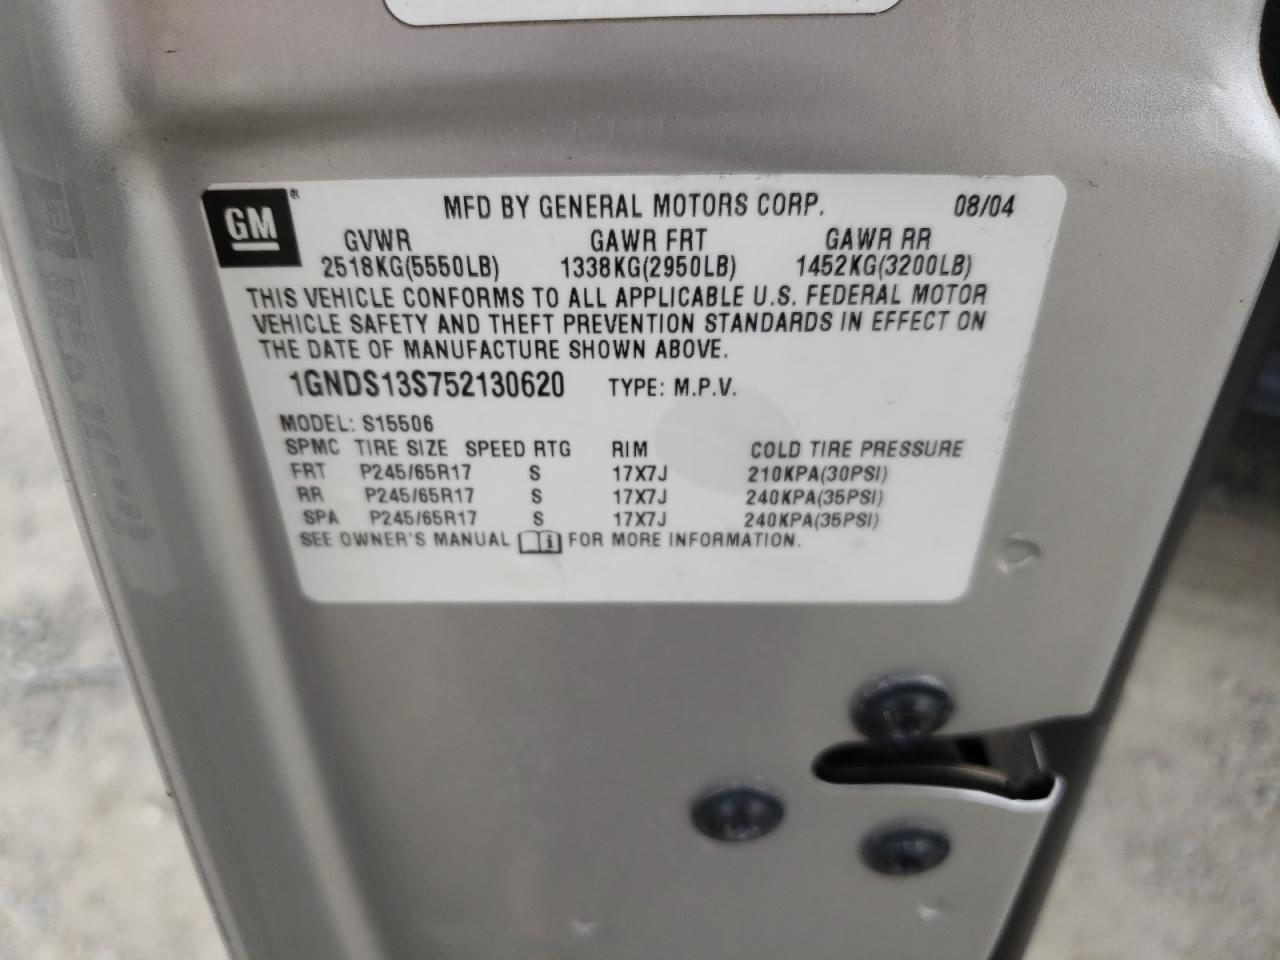 GM® MFD BY GENERAL MOTORS CORP. 08/04
GVWR GAWR FRT GAWR RR
2518KG(5550LB) 1338KG(2950LB) 1452KG(3200LB)
THIS VEHICLE CONFORMS TO ALL APPLICABLE U.S. FEDERAL MOTOR
VEHICLE SAFETY AND THEFT PREVENTION STANDARDS IN EFFECT ON
THE DATE OF MANUFACTURE SHOWN ABOVE.
1GNDS13S752130620 TYPE: M.P.V.
MODEL: S15506
SPMC TIRE SIZE SPEED RTG RIM COLD TIRE PRESSURE
FRT P245/65R17 S 17X7J 210KPA(30PSI)
RR P245/65R17 S 17X7J 240KPA(35PSI)
SPA P245/65R17 S 17X7J 240KPA(35PSI)
SEE OWNER'S MANUAL i FOR MORE INFORMATION.